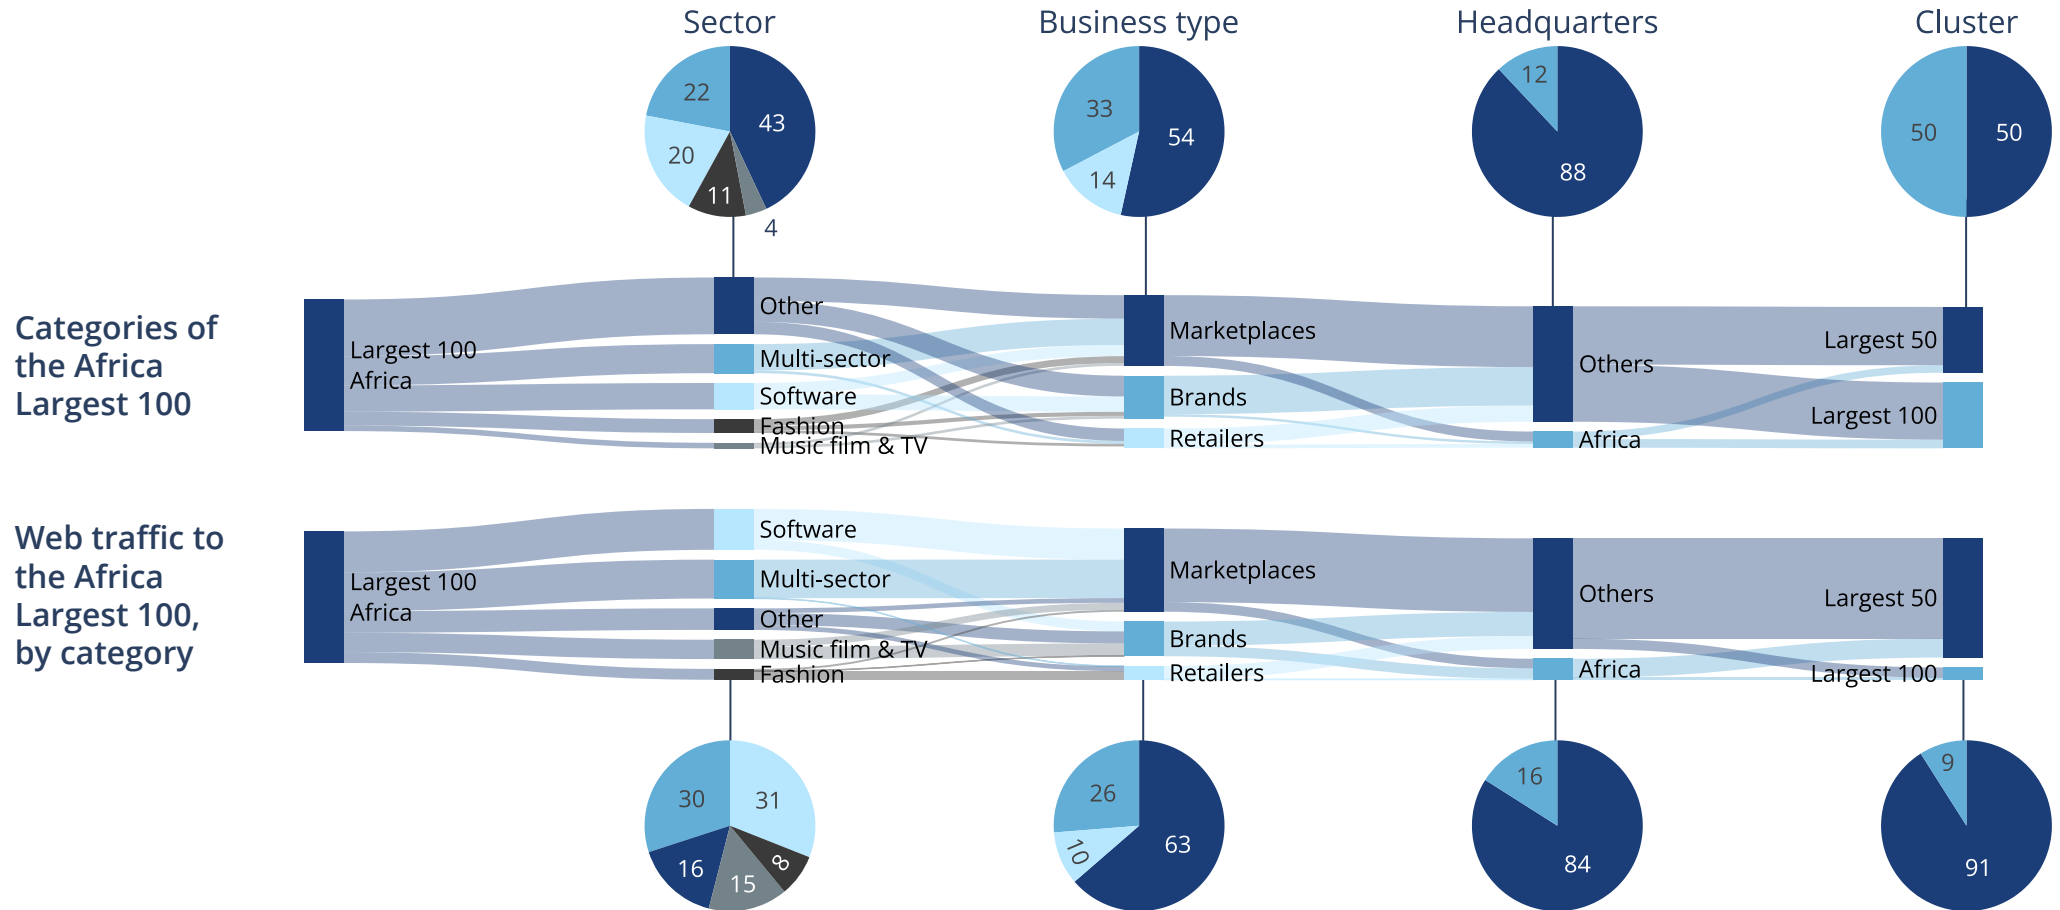 Sector
Business type
Headquarters
Cluster
22
43
20
11
4
33
54
14
12
88
50
50
Categories of
the Africa
Largest 100
Largest 100
Africa
Other
Multi-sector
Software
Fashion
Music film & TV
Marketplaces
Brands
Retailers
Others
Africa
Largest 50
Largest 100
Web traffic to
the Africa
Largest 100,
by category
Largest 100
Africa
Software
Multi-sector
Other
Music film & TV
Fashion
Marketplaces
Brands
Retailers
Others
Africa
Largest 50
Largest 100
30
31
16
15
8
26
63
10
16
84
9
91